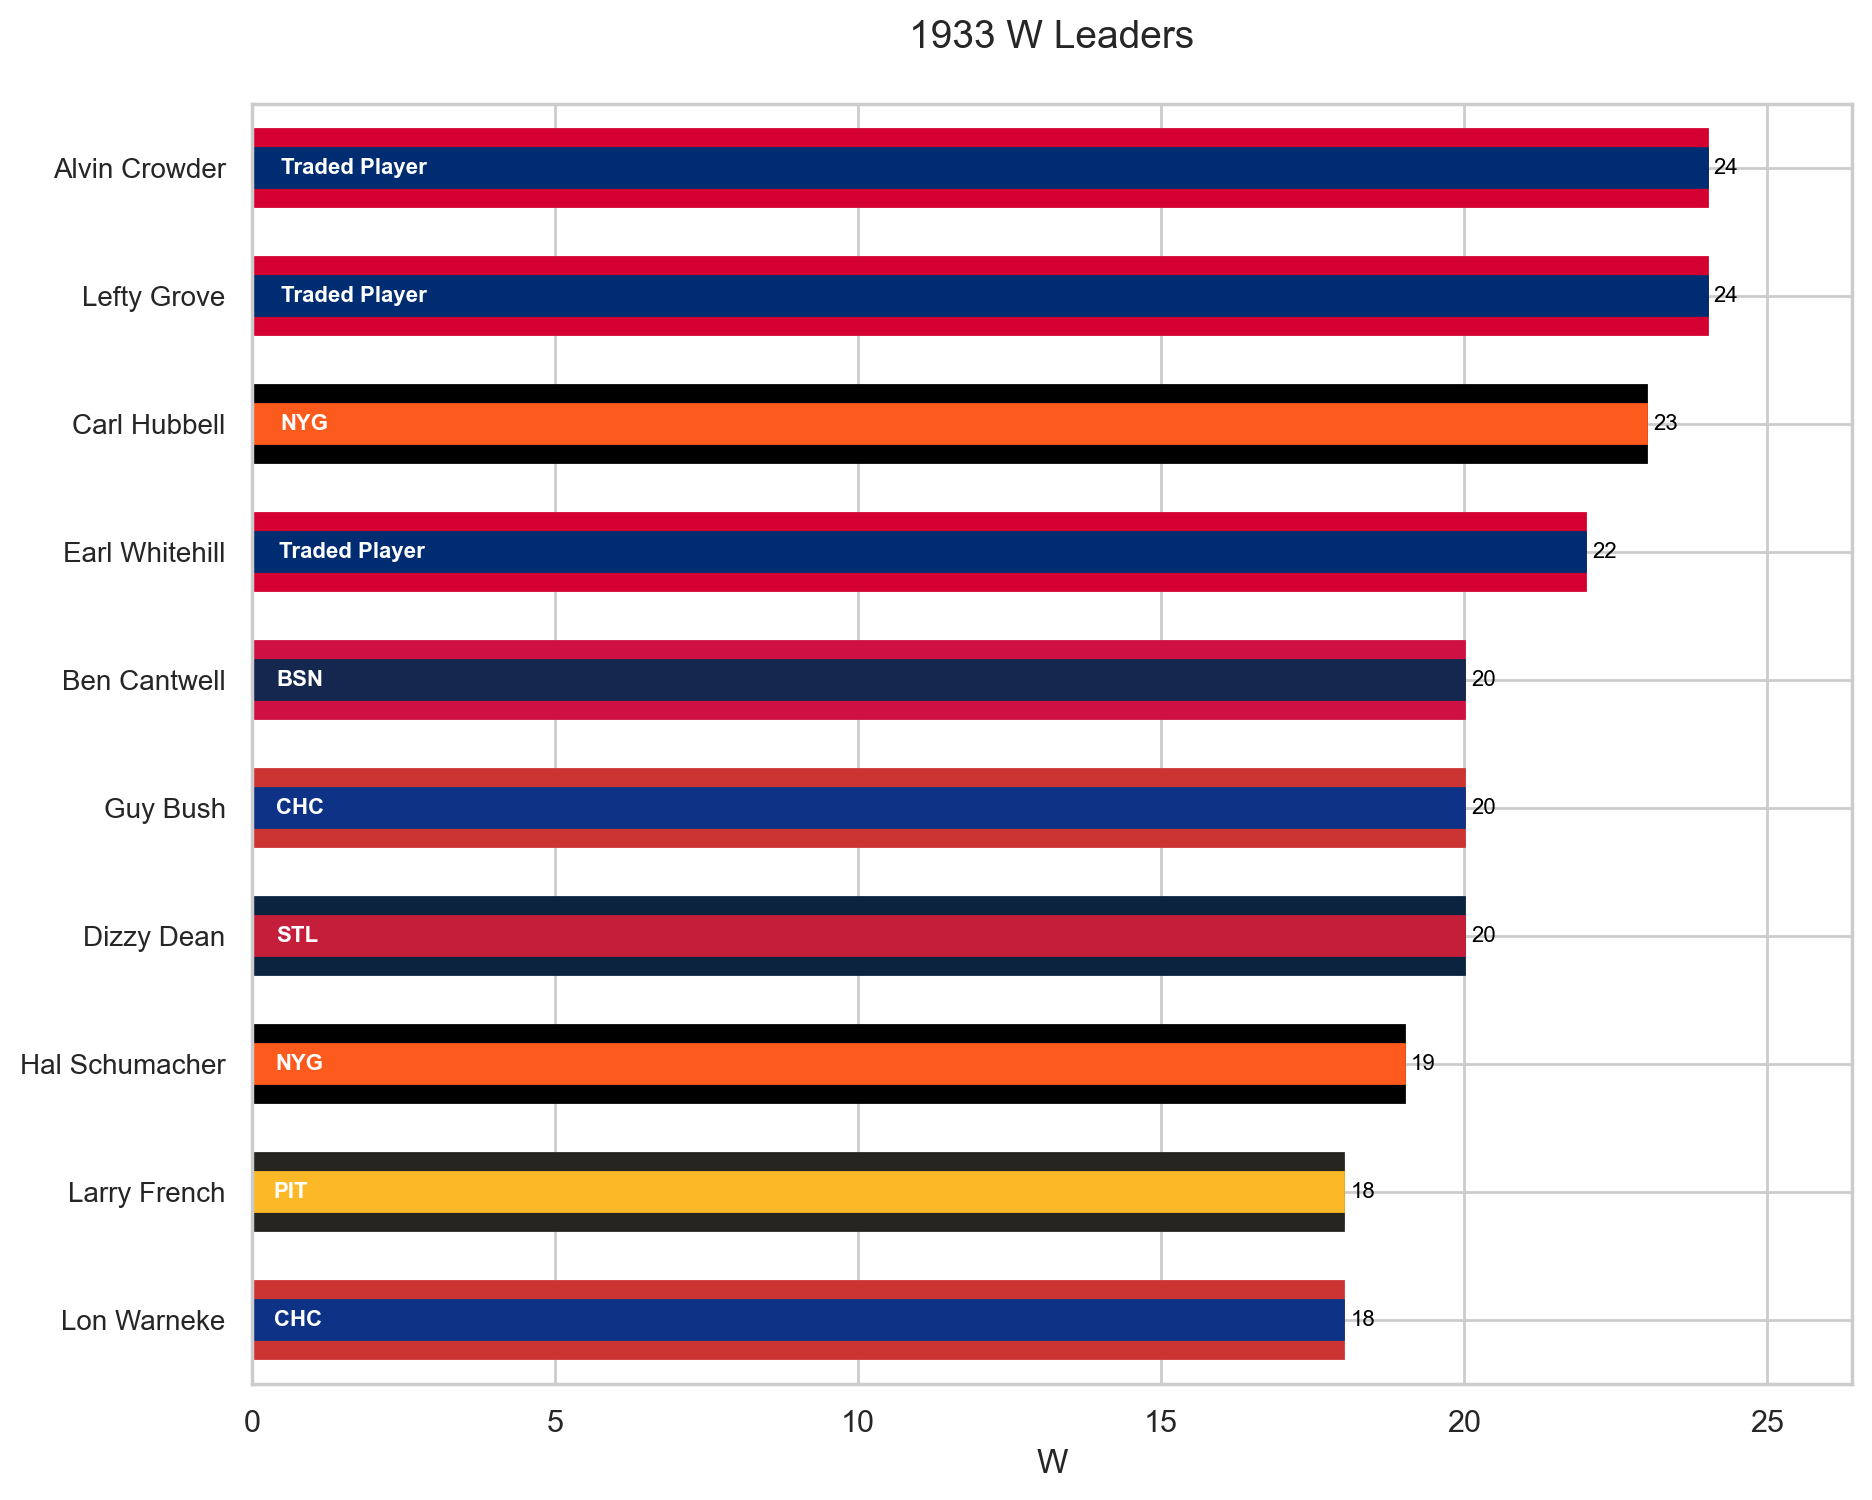 1933 W Leaders
Alvin Crowder Traded Player 24
Lefty Grove Traded Player 24
Carl Hubbell NYG 23
Earl Whitehill Traded Player 22
Ben Cantwell BSN 20
Guy Bush CHC 20
Dizzy Dean STL 20
Hal Schumacher NYG 19
Larry French PIT 18
Lon Warneke CHC 18
0 5 10 15 20 25
W